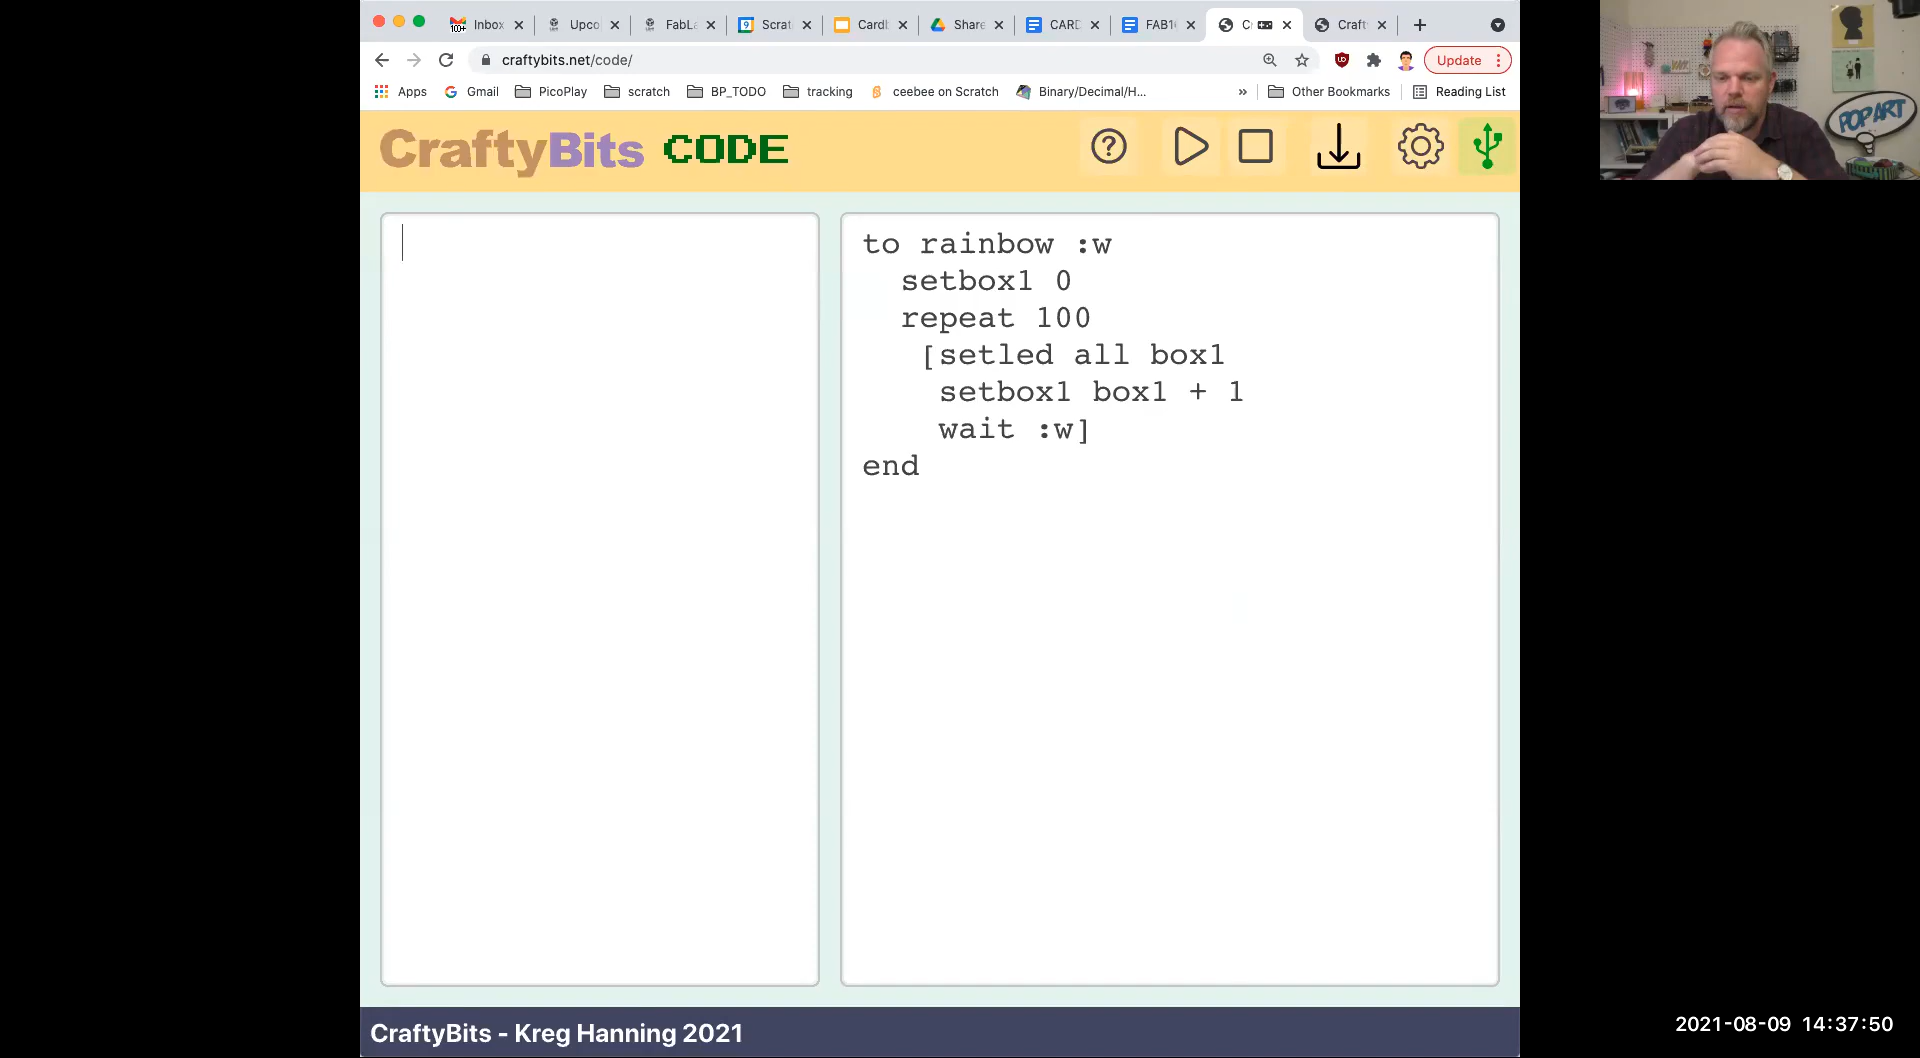 Inbox
Upco
FabLa
Scrat
Cardb
Share
CARD
FAB1
C
Craft
craftybits.net/code/
Update
Apps
Gmail
PicoPlay
scratch
BP_TODO
tracking
ceebee on Scratch
Binary/Decimal/H...
»
Other Bookmarks
Reading List
CraftyBits CODE
to rainbow :w
setbox1 0
repeat 100
[setled all box1
setbox1 box1 + 1
wait :w]
end
CraftyBits - Kreg Hanning 2021
POP ART
2021-08-09 14:37:50